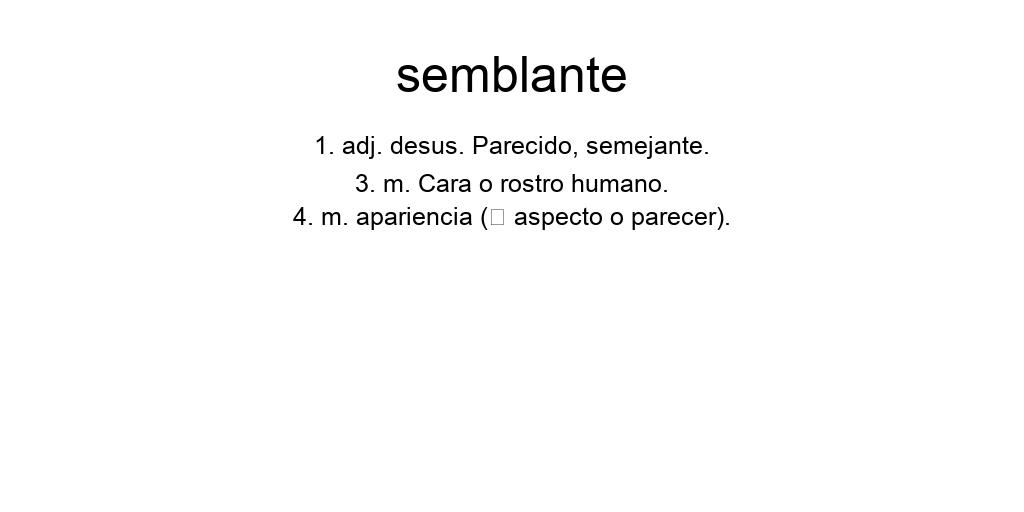 semblante
1. adj. desus. Parecido, semejante.
3. m. Cara o rostro humano.
4. m. apariencia (□ aspecto o parecer).